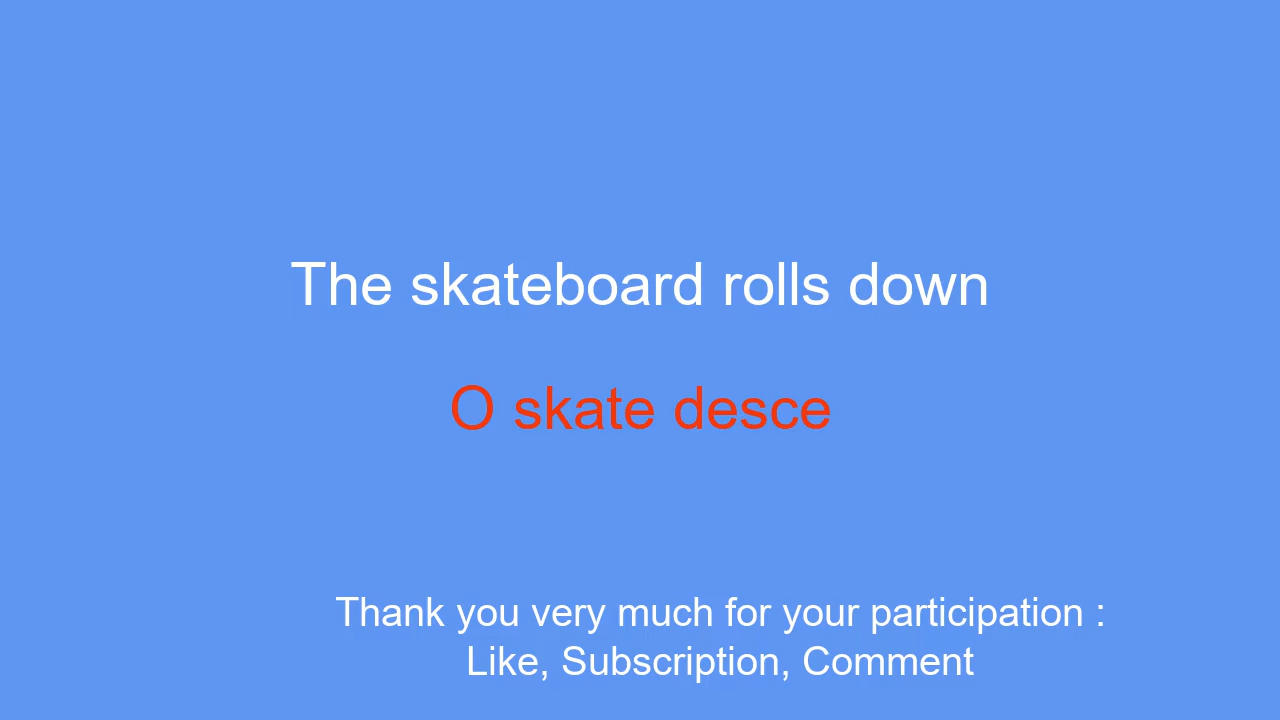 The skateboard rolls down
O skate desce
Thank you very much for your participation :
Like, Subscription, Comment